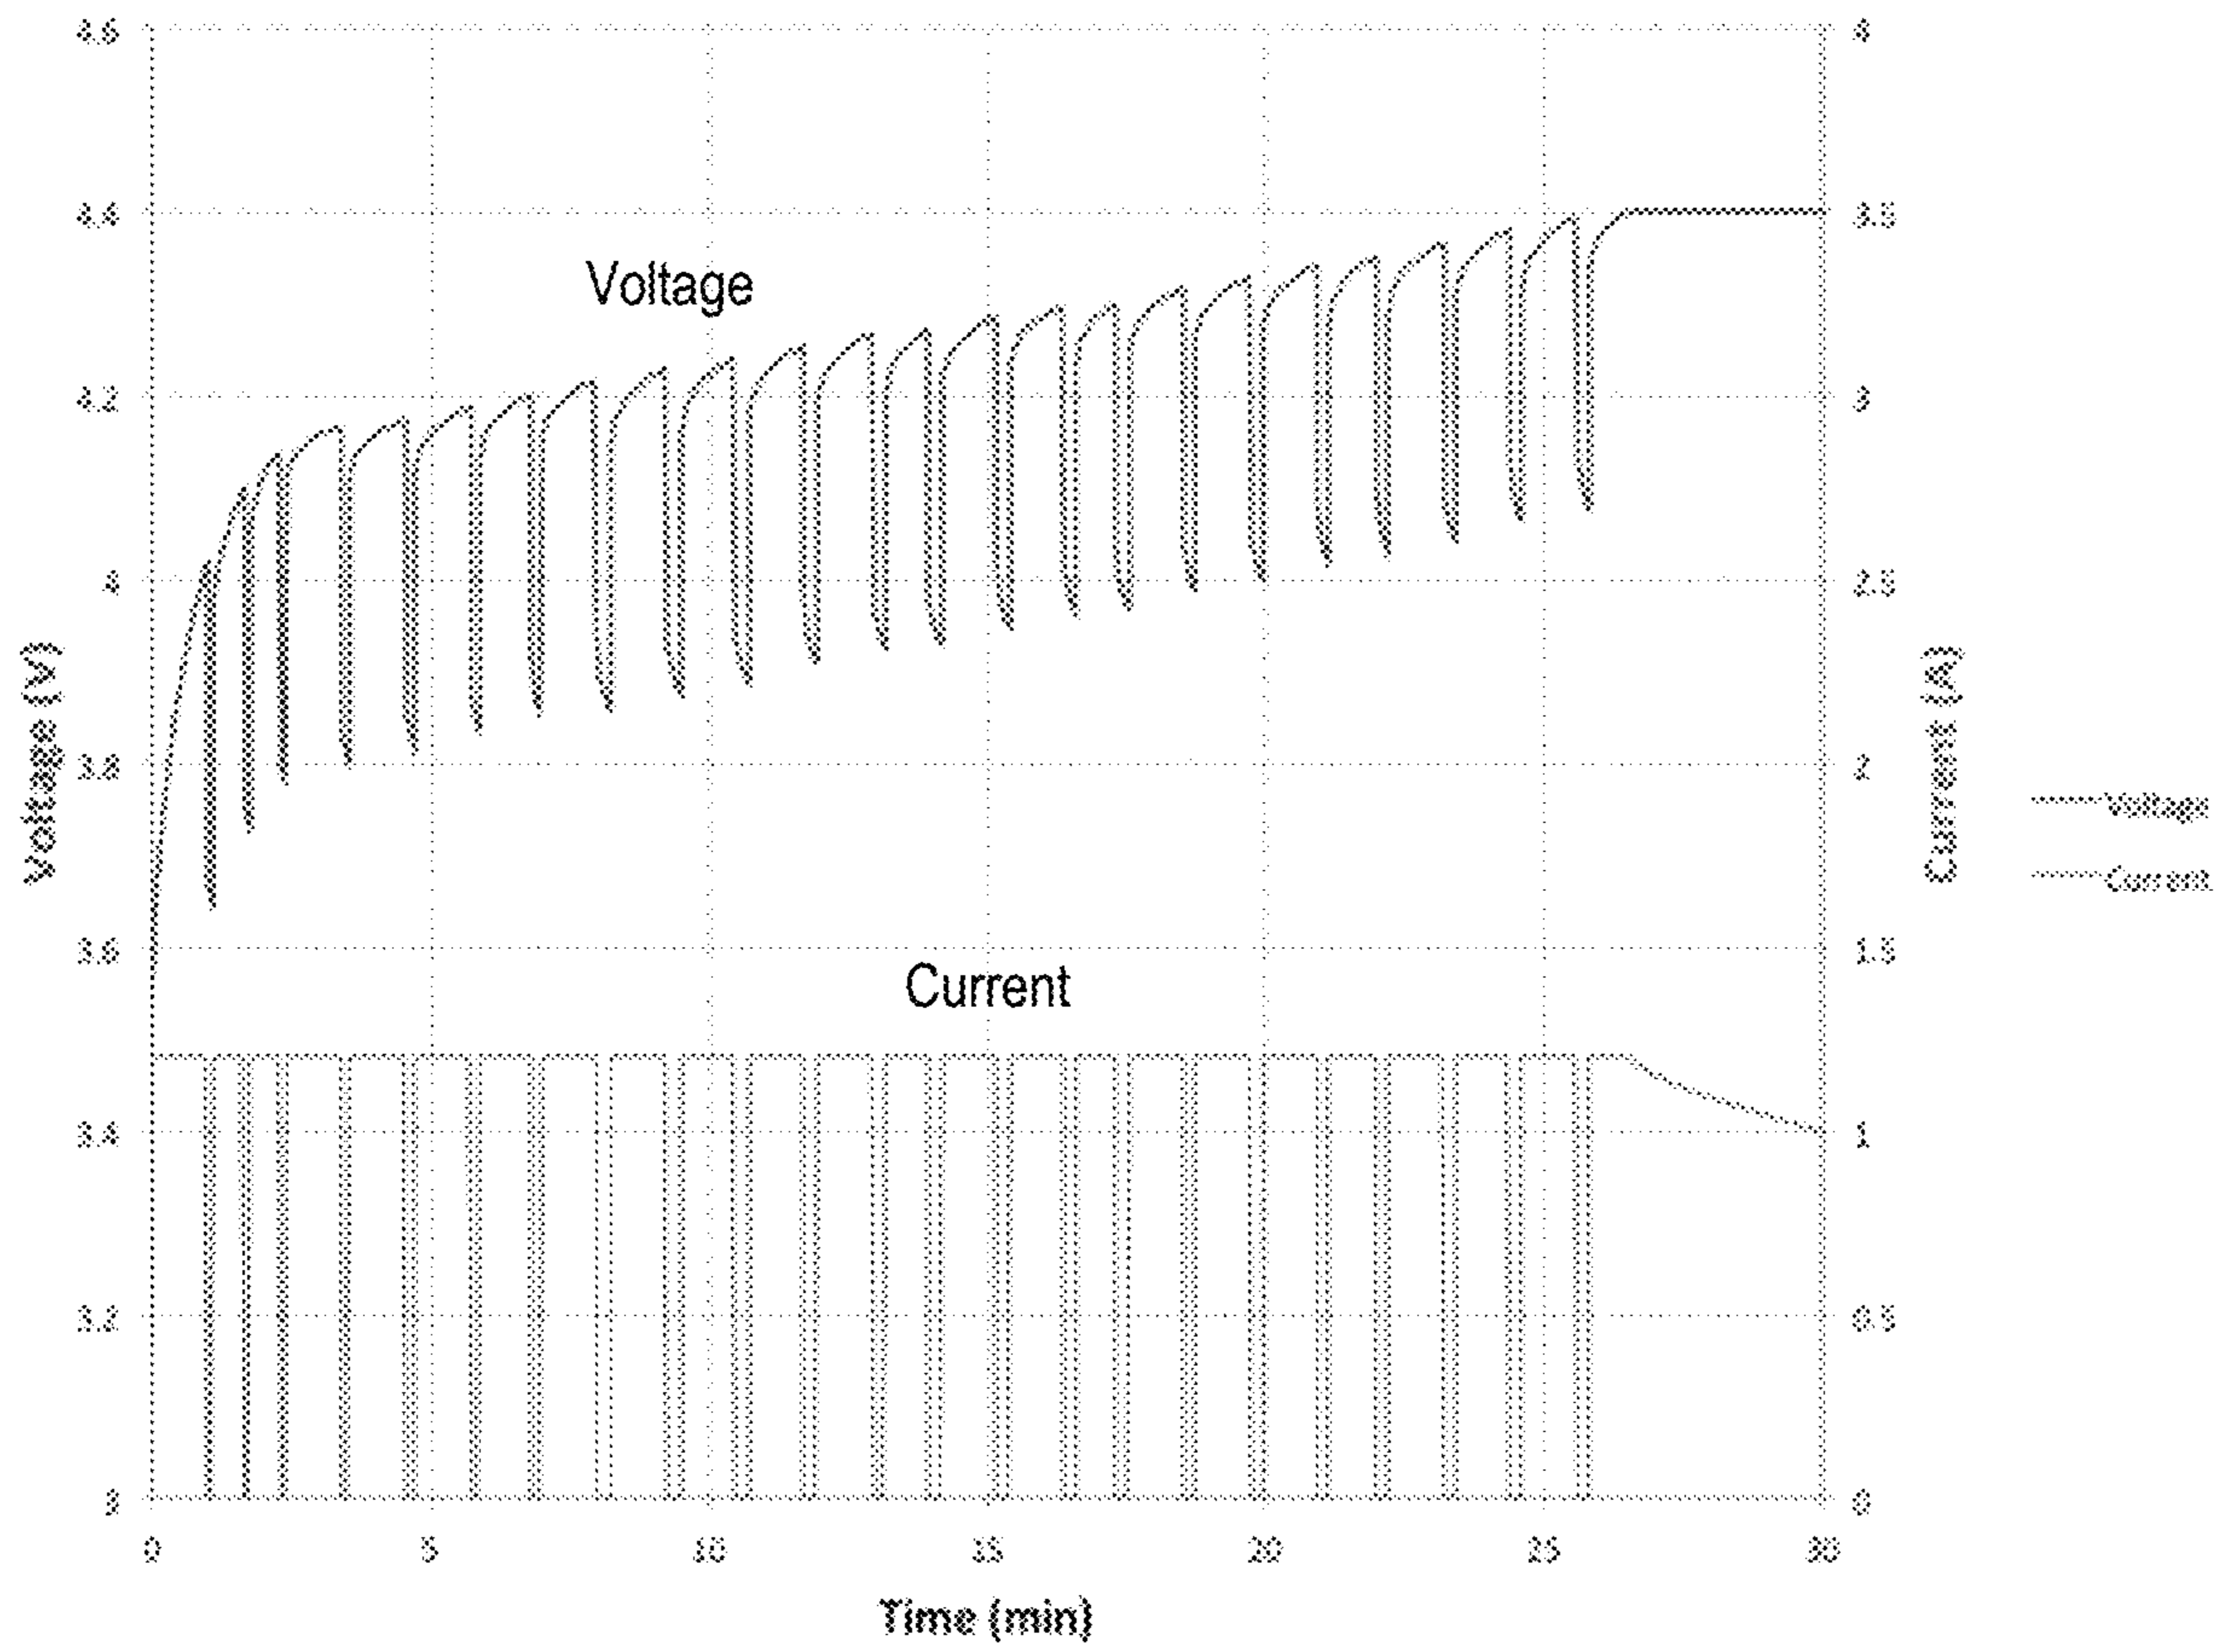 4.6
4.4
4.2
4
3.8
3.6
3.4
3.2
3
Voltage (V)
Voltage
Current
4
3.5
3
2.5
2
1.5
1
0.5
0
Current (A)
Voltage
Current
0 5 10 15 20 25 30
Time (min)